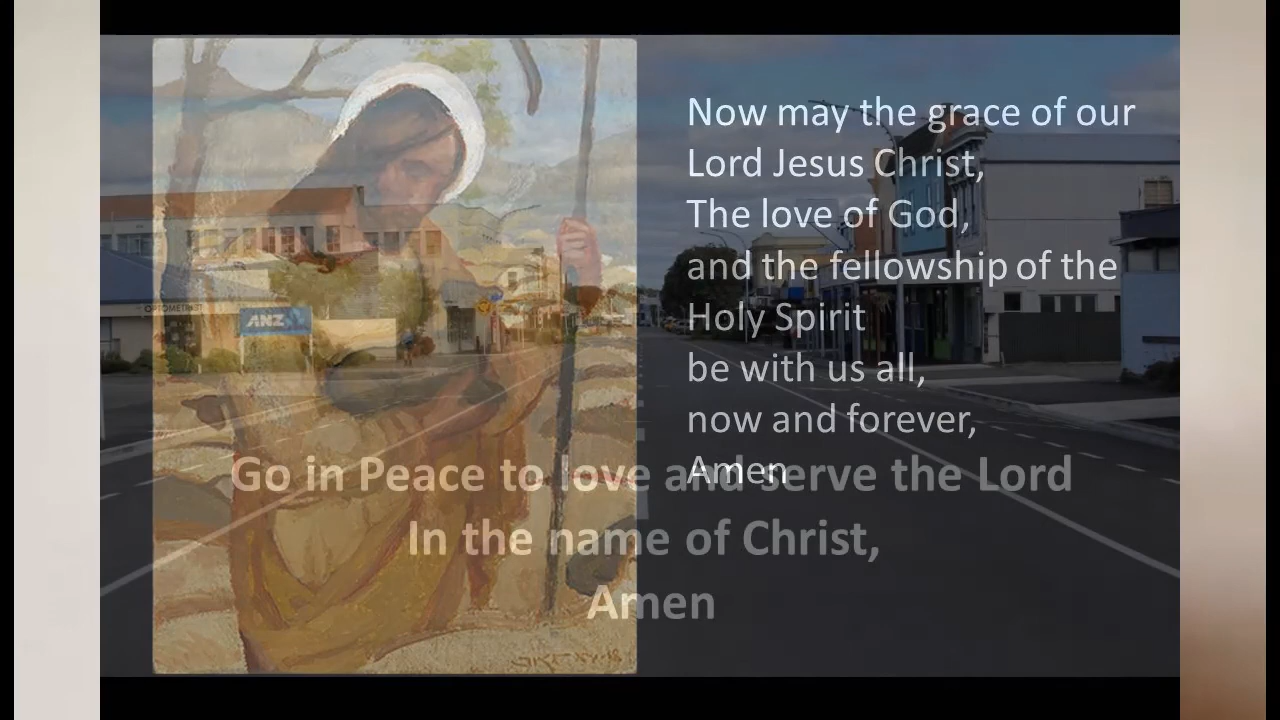 Now may the grace of our
Lord Jesus Christ,
The love of God,
and the fellowship of the
Holy Spirit
be with us all,
now and forever,
Amen
OPTOMETRIST
ANZ
Go in Peace to love and serve the Lord
In the name of Christ,
Amen